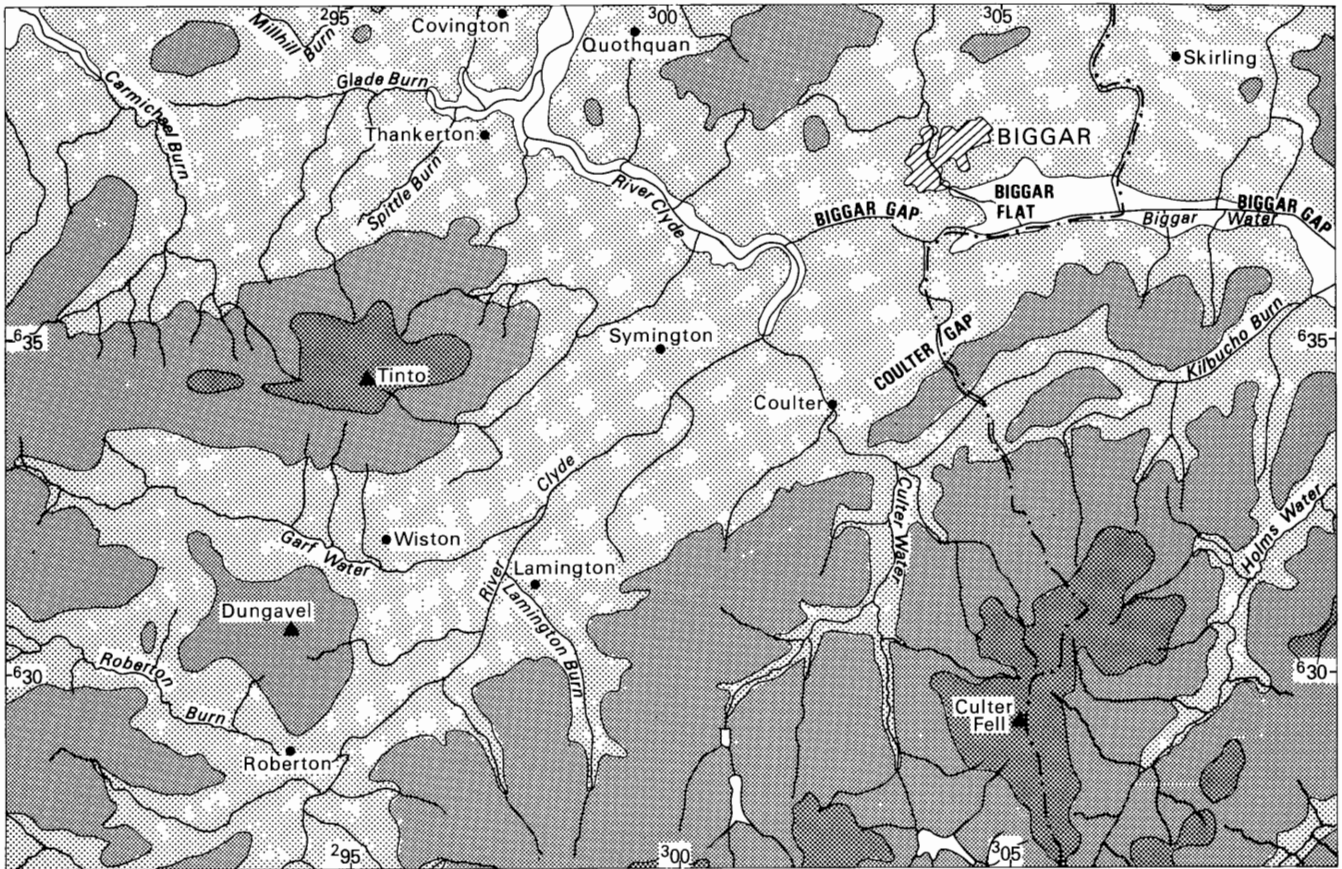 295
300
305
Covington
Millhill
Burn
Quothquan
Skirling
Carmichael Burn
Glade Burn
Thankerton
BIGGAR
Spittle Burn
River Clyde
BIGGAR
FLAT
BIGGAR GAP
BIGGAR GAP
Biggar Water
635
Symington
635
COULTER GAP
Kilbucho Burn
Tinto
Coulter
Clyde
Culter Water
Holms Water
Garf Water
Wiston
River
Lamington
Lamington Burn
Dungavel
Roberton
Burn
630
630
Culter
Fell
Roberton
295
300
305